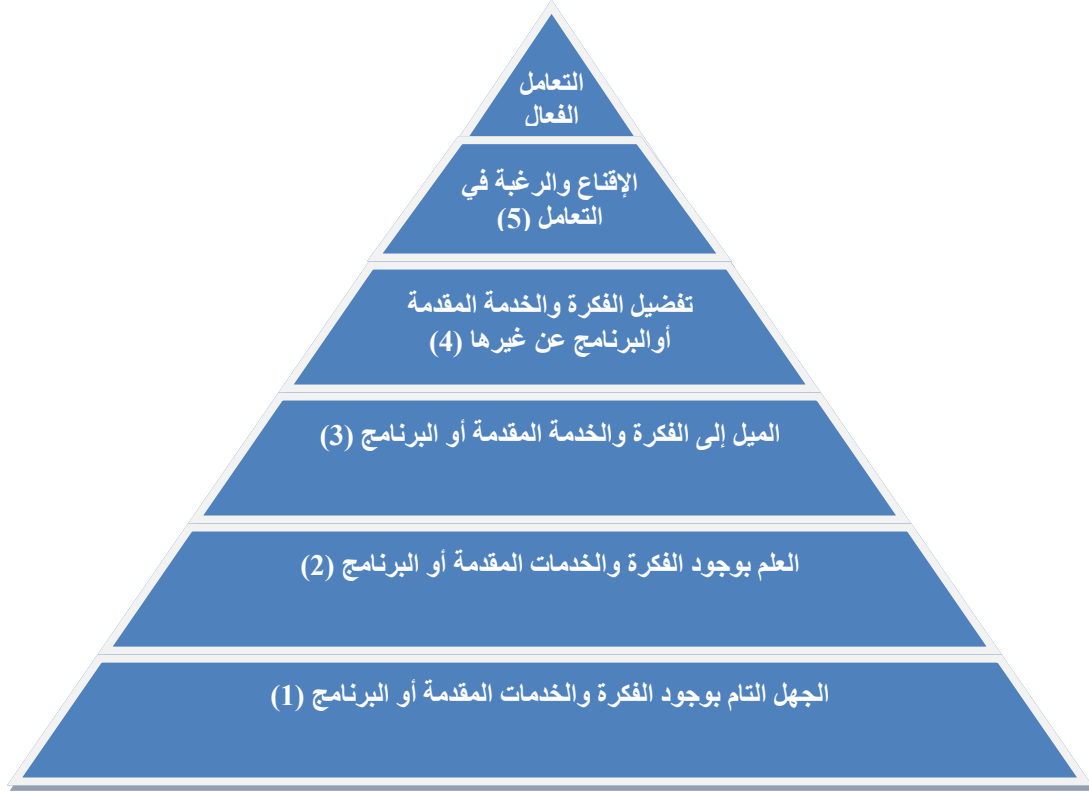 التعامل
الفعال
الإقناع والرغبة في
التعامل (5)
تفضيل الفكرة والخدمة المقدمة
أوالبرنامج عن غيرها (4)
الميل إلى الفكرة والخدمة المقدمة أو البرنامج (3)
العلم بوجود الفكرة والخدمات المقدمة أو البرنامج (2)
الجهل التام بوجود الفكرة والخدمات المقدمة أو البرنامج (1)